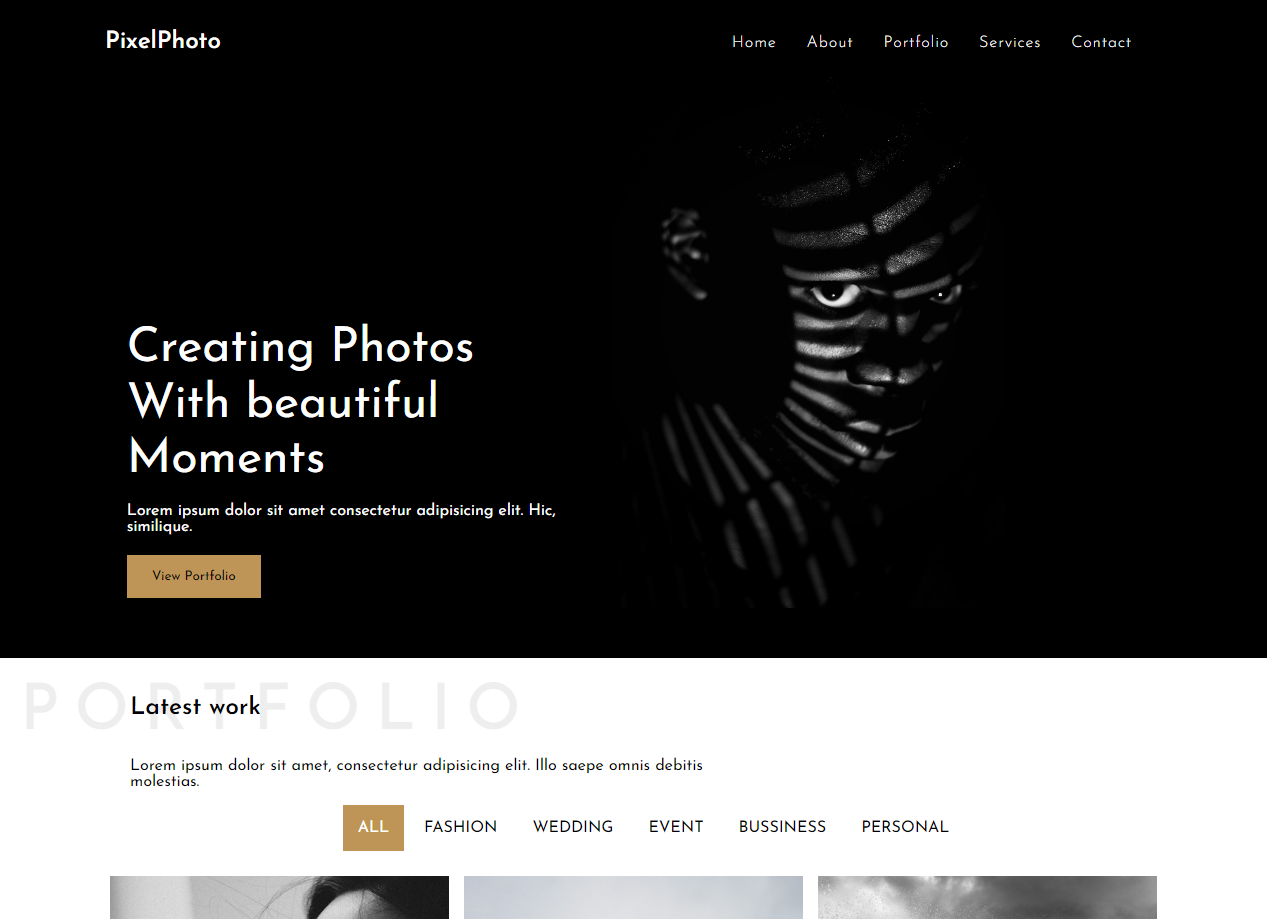 PixelPhoto
Home About Portfolio Services Contact
Creating Photos
With beautiful
Moments
Lorem ipsum dolor sit amet consectetur adipisicing elit. Hic,
similique.
View Portfolio
PORTFOLIO
Latest work
Lorem ipsum dolor sit amet, consectetur adipisicing elit. Illo saepe omnis debitis
molestias.
ALL FASHION WEDDING EVENT BUSSINESS PERSONAL